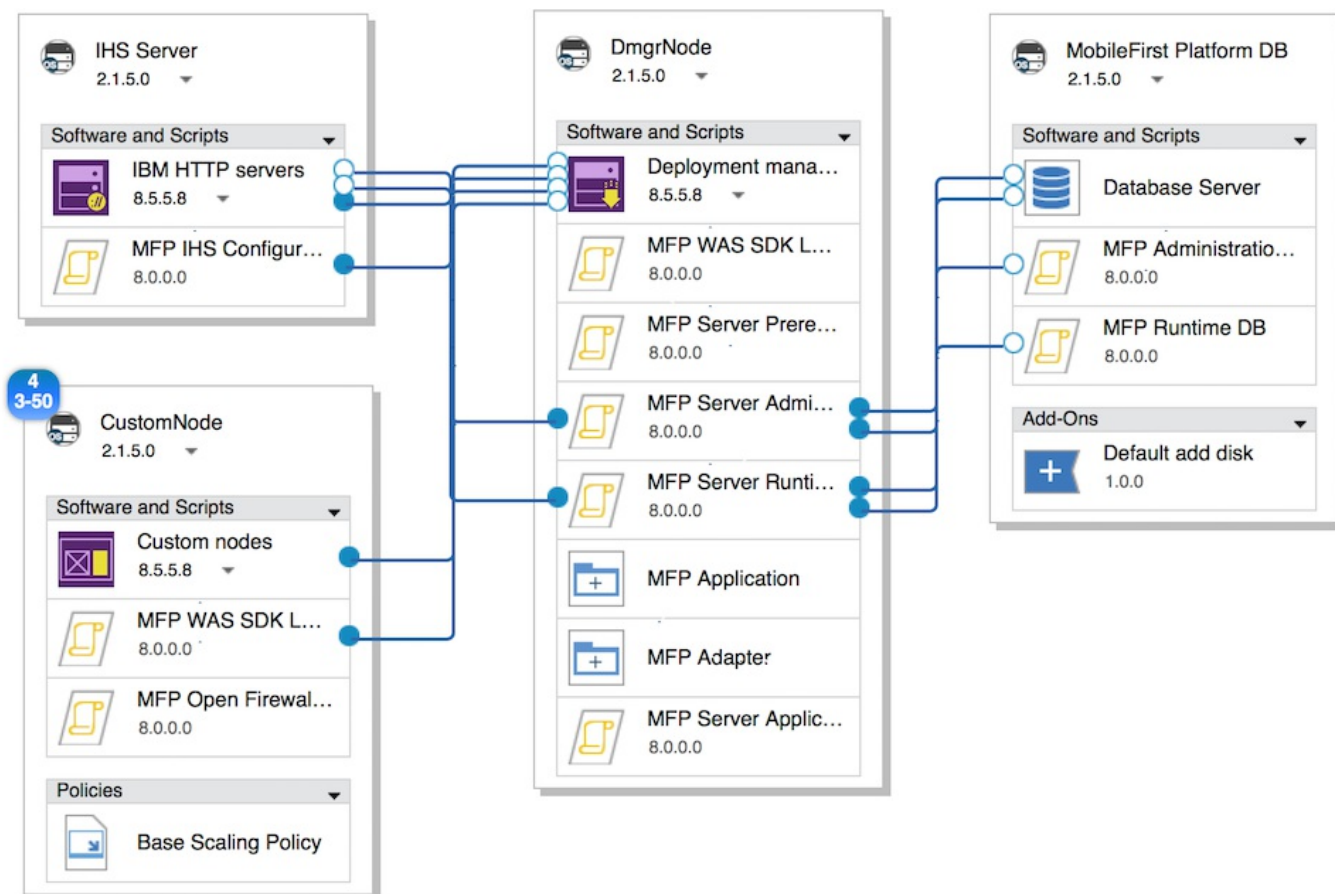 IHS Server
2.1.5.0
Software and Scripts
IBM HTTP servers
8.5.5.8
MFP IHS Configur...
8.0.0.0
4
3-50
CustomNode
2.1.5.0
Software and Scripts
Custom nodes
8.5.5.8
MFP WAS SDK L...
8.0.0.0
MFP Open Firewal...
8.0.0.0
Policies
Base Scaling Policy
DmgrNode
2.1.5.0
Software and Scripts
Deployment mana...
8.5.5.8
MFP WAS SDK L...
8.0.0.0
MFP Server Prere...
8.0.0.0
MFP Server Admi...
8.0.0.0
MFP Server Runti...
8.0.0.0
MFP Application
MFP Adapter
MFP Server Applic...
8.0.0.0
MobileFirst Platform DB
2.1.5.0
Software and Scripts
Database Server
MFP Administratio...
8.0.0.0
MFP Runtime DB
8.0.0.0
Add-Ons
Default add disk
1.0.0